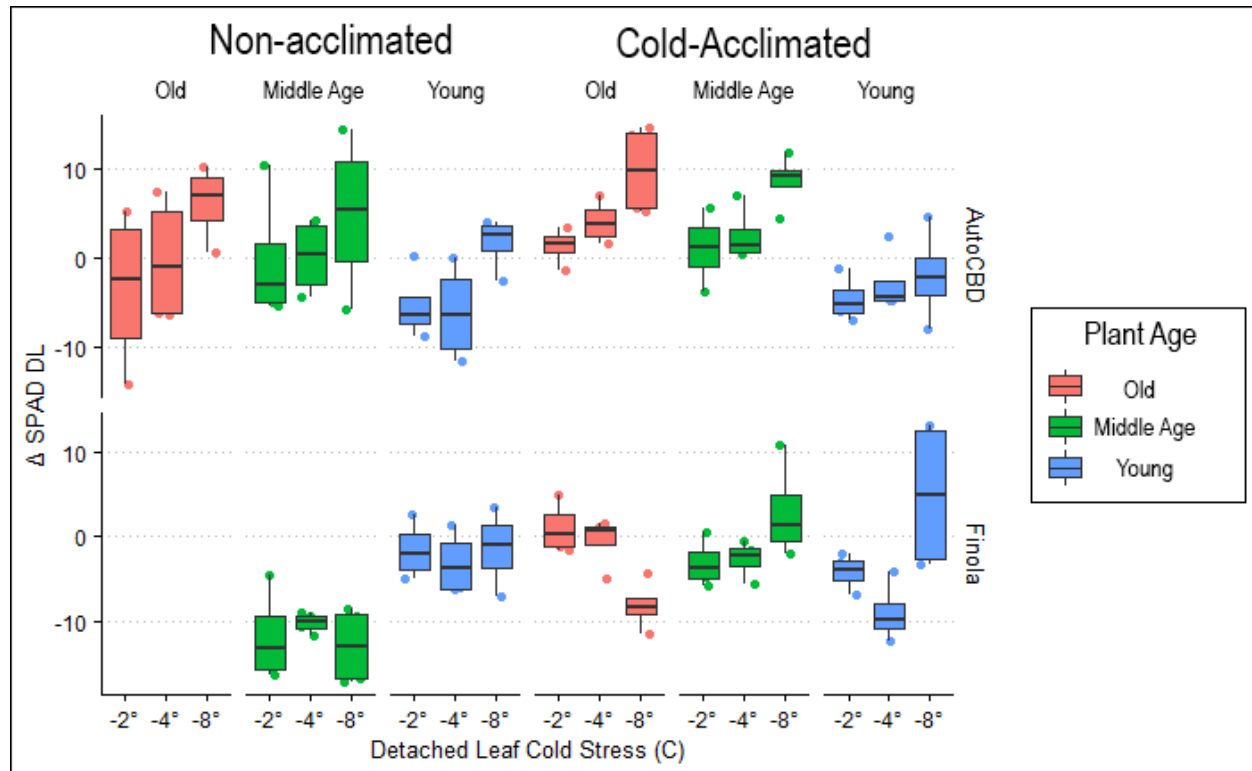 Non-acclimated Cold-Acclimated
Old Middle Age Young Old Middle Age Young
10
0
-10
AutoCBD
10
0
-10
Finola
Δ SPAD DL
-2° -4° -8° -2° -4° -8° -2° -4° -8° -2° -4° -8° -2° -4° -8° -2° -4° -8°
Detached Leaf Cold Stress (C)
Plant Age
Old
Middle Age
Young